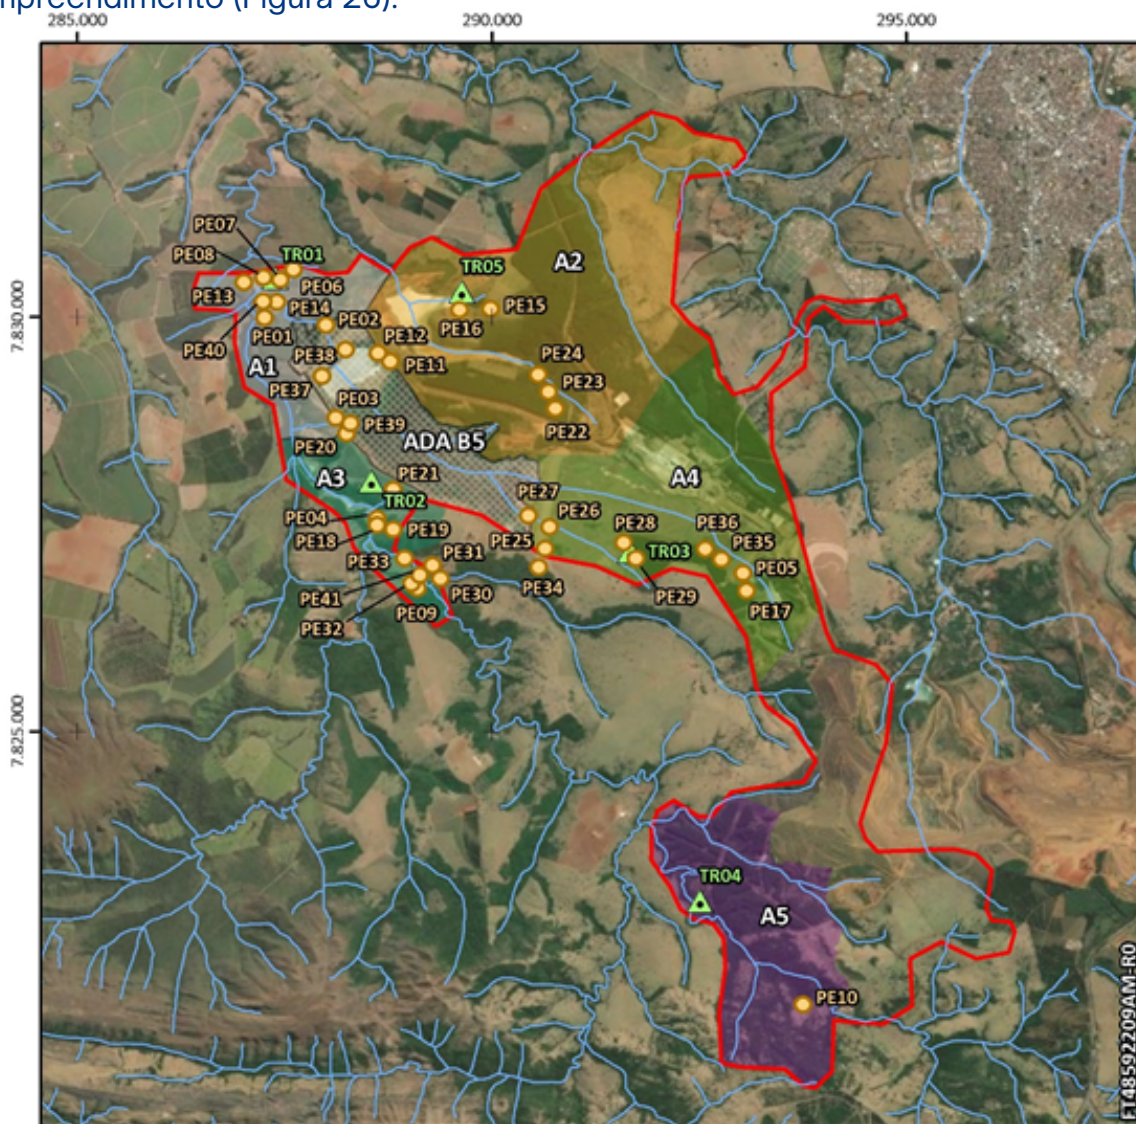 mpreendimento (Figura 26).
285.000
290.000
295.000
7.830.000
7.825.000
PE07
PE08
TR01
PE06
PE13
PE14
PE01
PE02
PE40
A1
PE38
PE12
PE11
PE37
TR05
A2
PE15
PE16
PE24
PE23
PE22
PE03
PE39
PE20
ADA B5
A3
PE21
TR02
PE04
PE18
PE19
PE33
PE31
PE41
PE30
PE32
PE09
PE27
PE26
PE25
PE34
A4
PE28
PE36
PE35
TR03
PE05
PE29
PE17
TR04
A5
PE10
FT48592209AM-R0